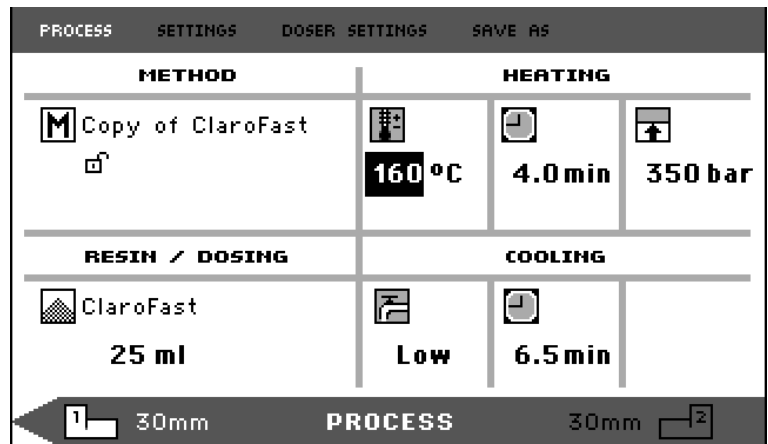 PROCESS SETTINGS DOSER SETTINGS SAVE AS
METHOD HEATING
M Copy of ClaroFast
160 ºC 4.0 min 350 bar
RESIN / DOSING COOLING
ClaroFast
25 ml Low 6.5 min
1 30mm PROCESS 30mm 2